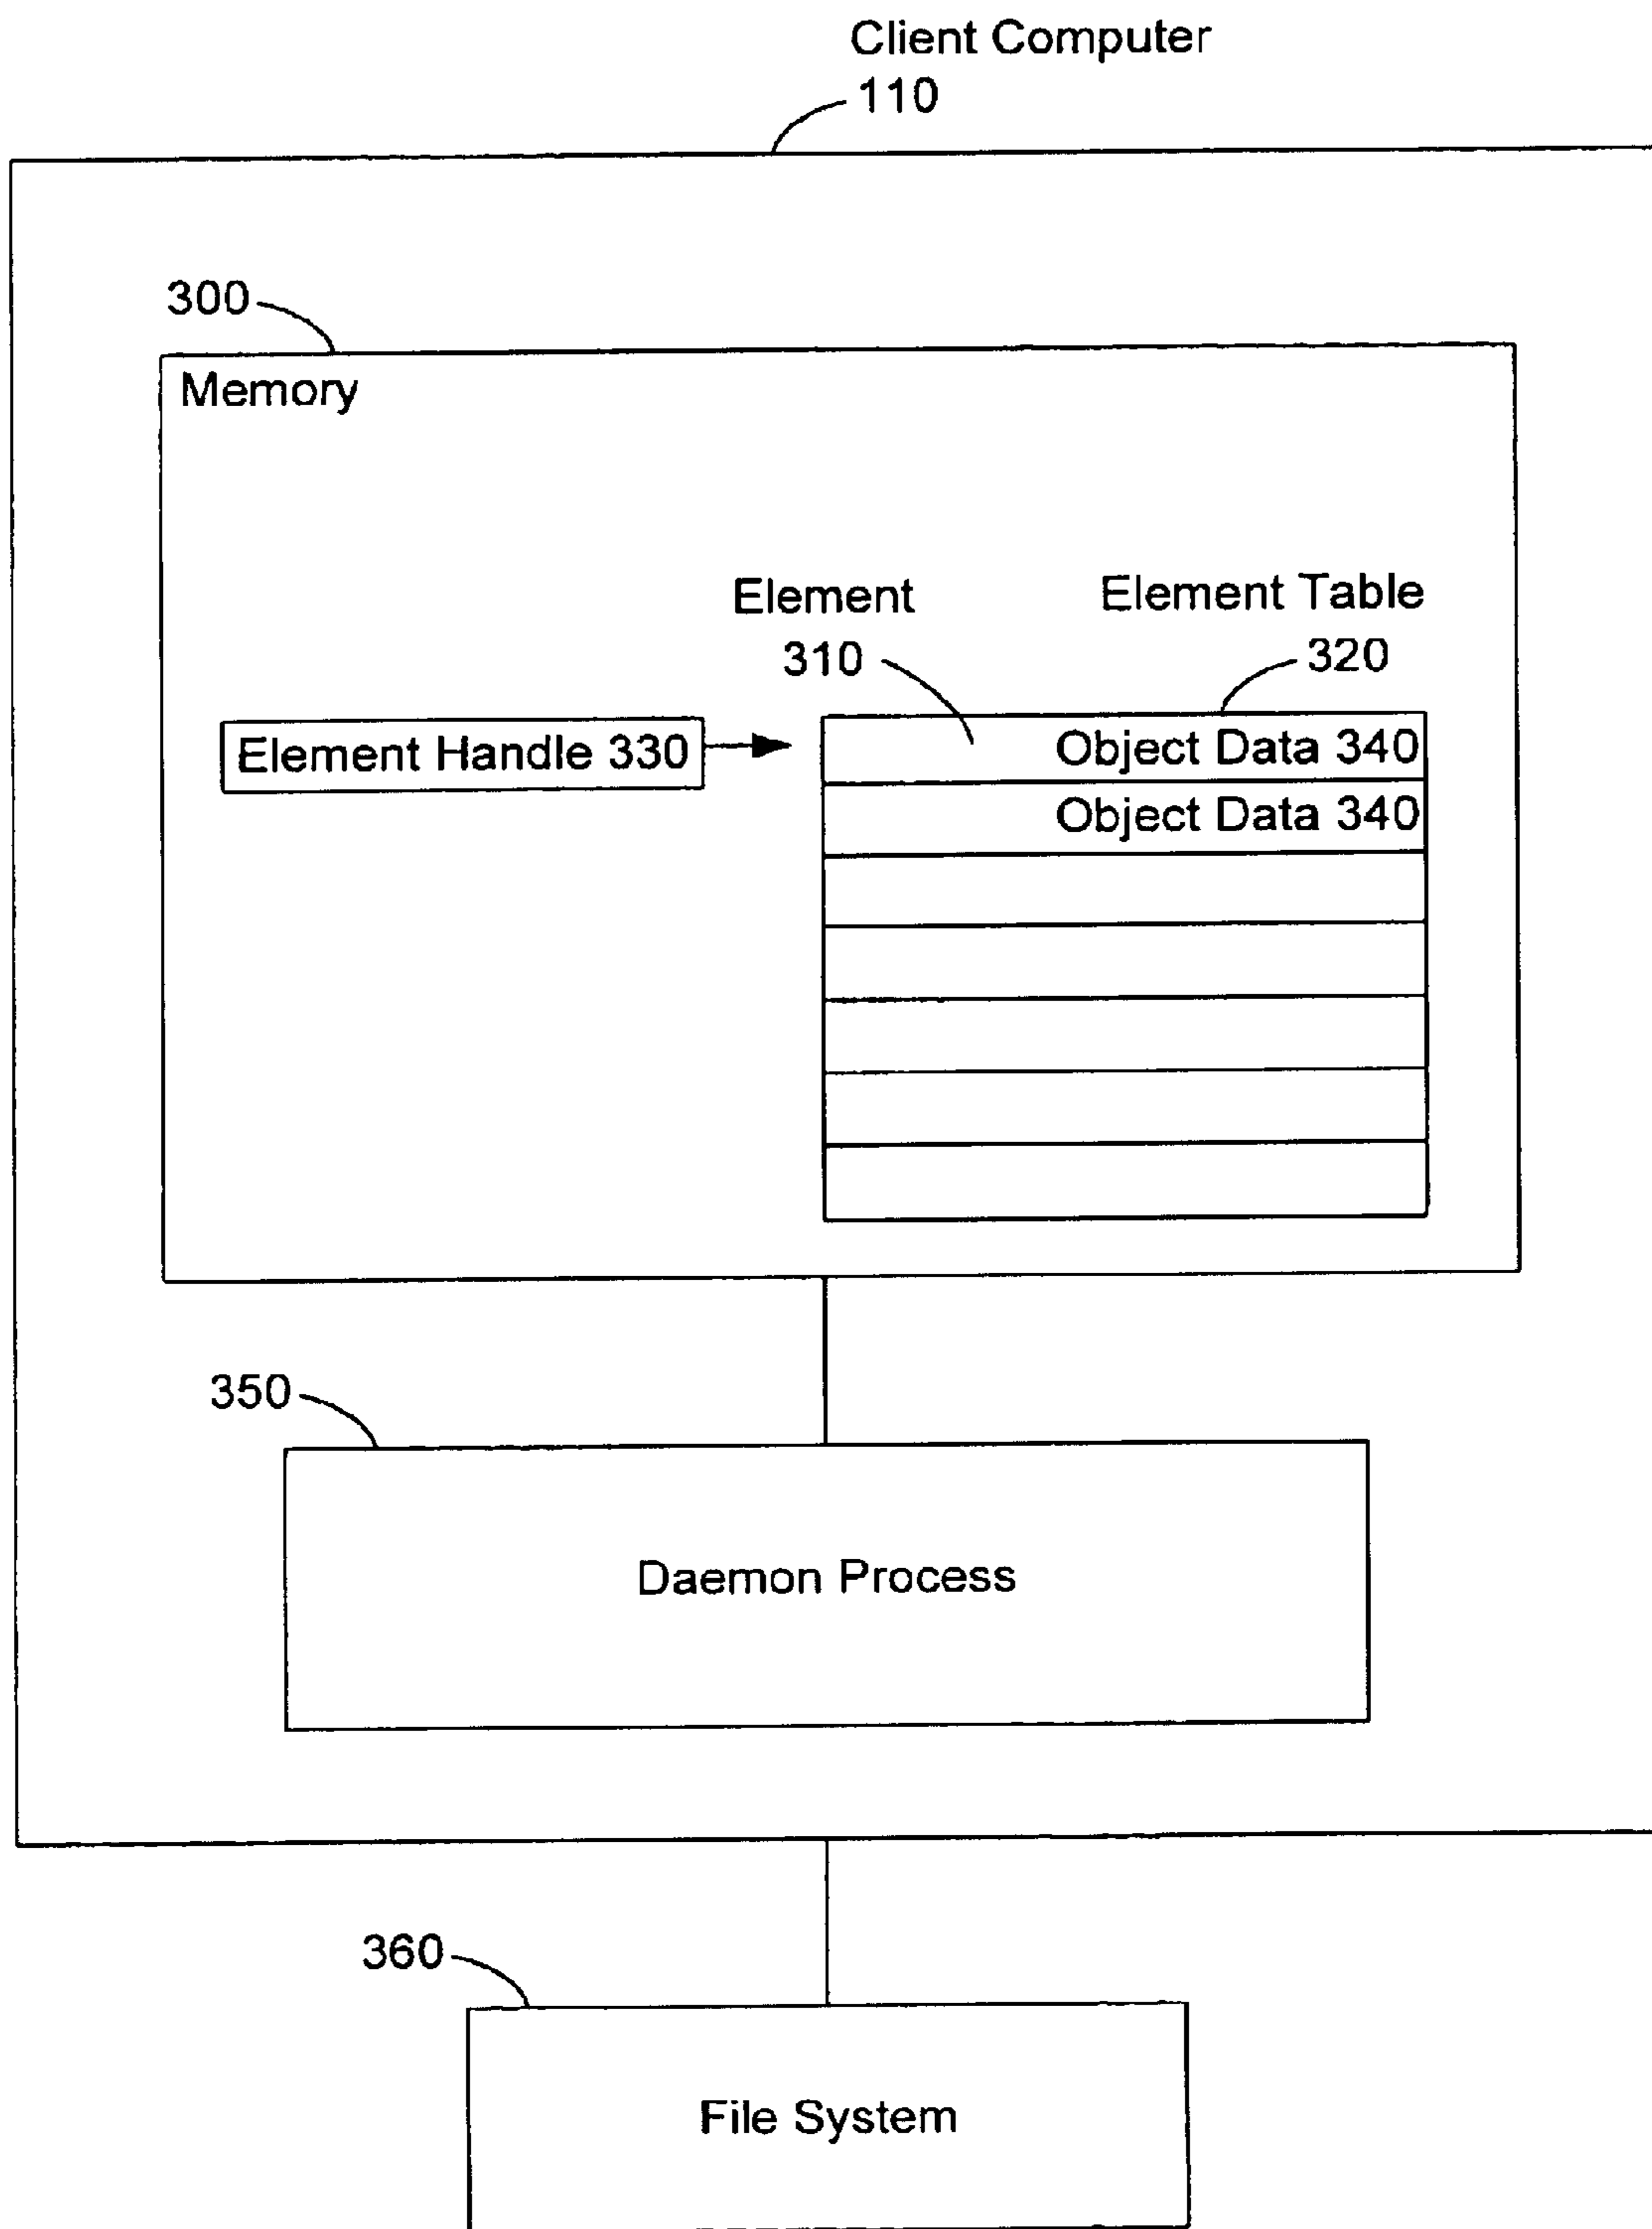 Client Computer
110
300
Memory
Element
310
Element Table
320
Element Handle 330
Object Data 340
Object Data 340
350
Daemon Process
360
File System